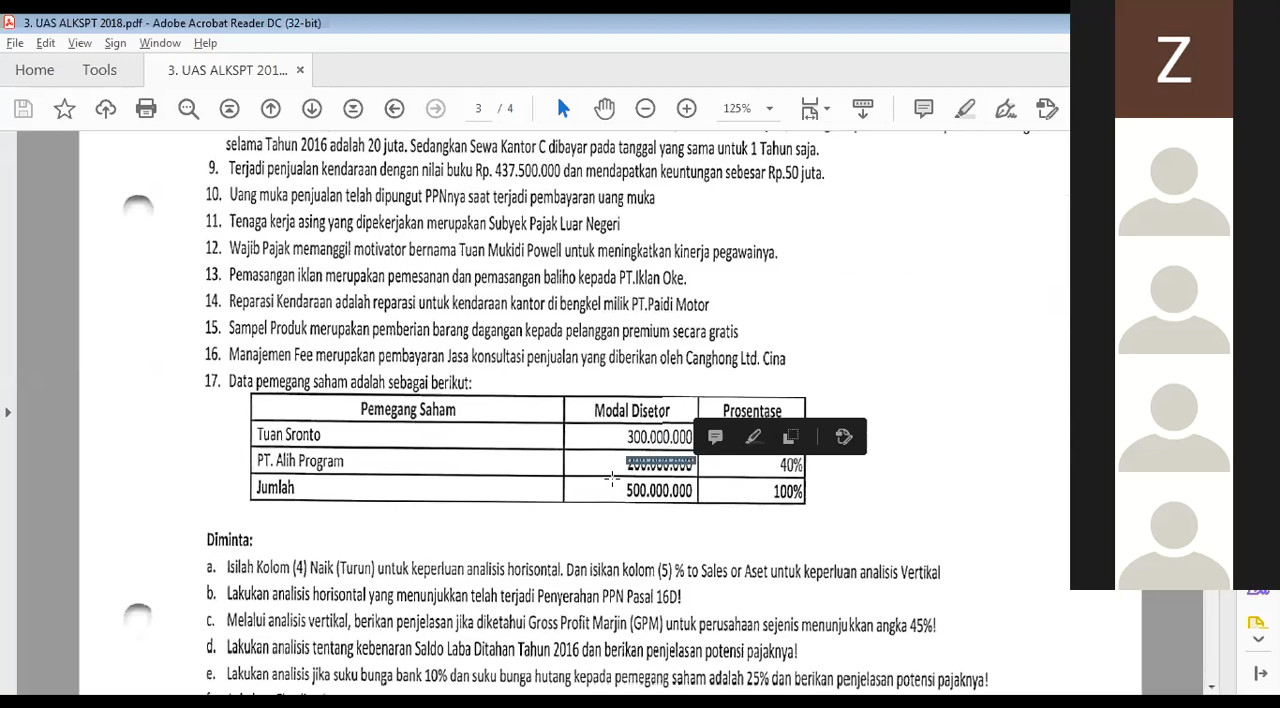 3. UAS ALKSPT 2018.pdf - Adobe Acrobat Reader DC (32-bit)
File Edit View Sign Window Help
Home Tools 3. UAS ALKSPT 201... ×
3 / 4 125%
Z
selama Tahun 2016 adalah 20 juta. Sedangkan Sewa Kantor C dibayar pada tanggal yang sama untuk 1 Tahun saja.
9. Terjadi penjualan kendaraan dengan nilai buku Rp. 437.500.000 dan mendapatkan keuntungan sebesar Rp.50 juta.
10. Uang muka penjualan telah dipungut PPNnya saat terjadi pembayaran uang muka
11. Tenaga kerja asing yang dipekerjakan merupakan Subyek Pajak Luar Negeri
12. Wajib Pajak memanggil motivator bernama Tuan Mukidi Powell untuk meningkatkan kinerja pegawainya.
13. Pemasangan iklan merupakan pemesanan dan pemasangan baliho kepada PT.Iklan Oke.
14. Reparasi Kendaraan adalah reparasi untuk kendaraan kantor di bengkel milik PT.Paidi Motor
15. Sampel Produk merupakan pemberian barang dagangan kepada pelanggan premium secara gratis
16. Manajemen Fee merupakan pembayaran Jasa konsultasi penjualan yang diberikan oleh Canghong Ltd. Cina
17. Data pemegang saham adalah sebagai berikut:
Pemegang Saham Modal Disetor Prosentase
Tuan Sronto 300.000.000
PT. Alih Program 200.000.000 40%
Jumlah 500.000.000 100%
Diminta:
a. Isilah Kolom (4) Naik (Turun) untuk keperluan analisis horisontal. Dan isikan kolom (5) % to Sales or Aset untuk keperluan analisis Vertikal
b. Lakukan analisis horisontal yang menunjukkan telah terjadi Penyerahan PPN Pasal 16D!
c. Melalui analisis vertikal, berikan penjelasan jika diketahui Gross Profit Marjin (GPM) untuk perusahaan sejenis menunjukkan angka 45%!
d. Lakukan analisis tentang kebenaran Saldo Laba Ditahan Tahun 2016 dan berikan penjelasan potensi pajaknya!
e. Lakukan analisis jika suku bunga bank 10% dan suku bunga hutang kepada pemegang saham adalah 25% dan berikan penjelasan potensi pajaknya!